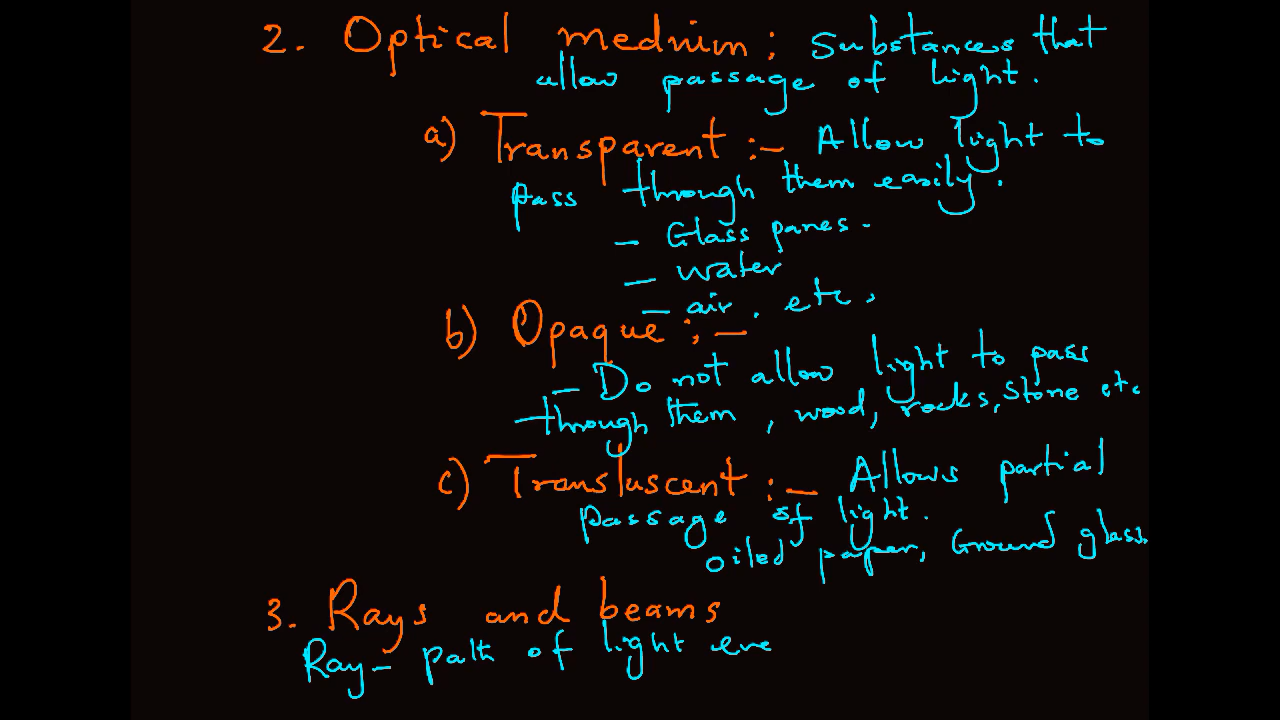 2. Optical mednim : Substances that
allow passage of light.
a) Transparent :- Allow light to
pass through them easily.
- Glass panes.
- water
- air, etc.
b) Opaque :-
- Do not allow light to pass
through them, wood, rocks, stone etc
c) Transluscent :- Allows partial
passage of light.
oiled paper, Ground glass.
3. Rays and beams
Ray - path of light ene